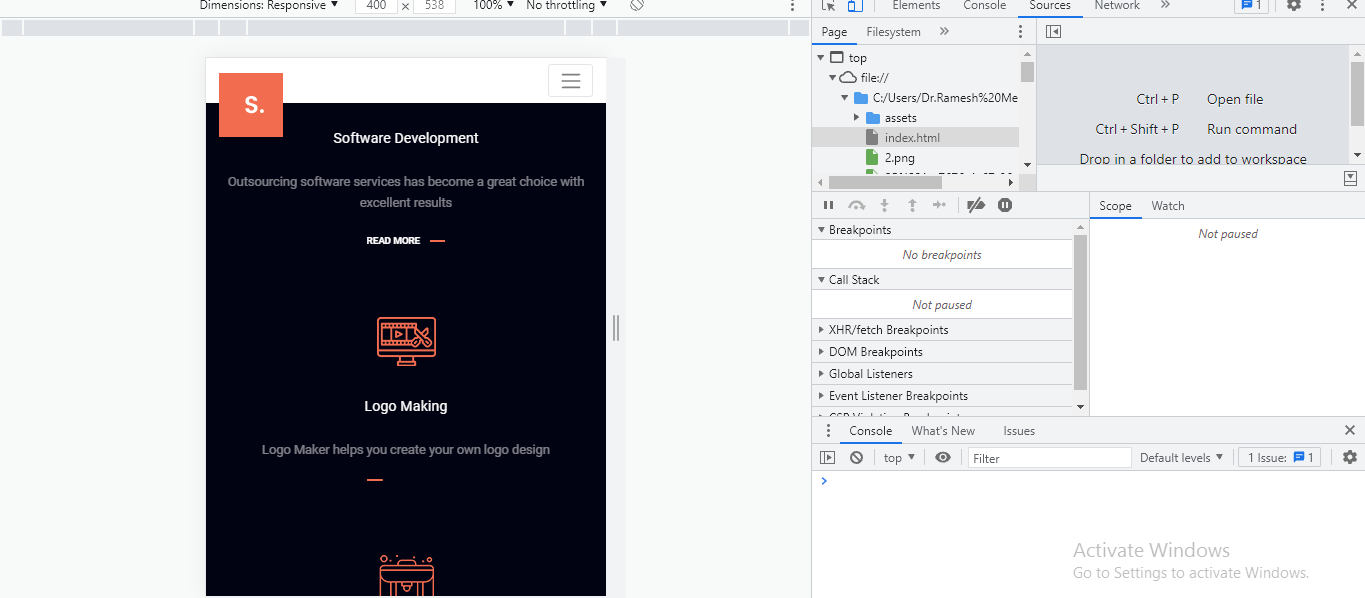 Dimensions: Responsive ▼ 400 × 538 100% ▼ No throttling ▼
S.
Software Development
Outsourcing software services has become a great choice with
excellent results
READ MORE
Logo Making
Logo Maker helps you create your own logo design
Elements Console Sources Network » 1
Page Filesystem »
top
file://
C:/Users/Dr.Ramesh%20Me
assets
index.html
2.png
Ctrl + P Open file
Ctrl + Shift + P Run command
Drop in a folder to add to workspace
Scope Watch
Not paused
Breakpoints
No breakpoints
Call Stack
Not paused
XHR/fetch Breakpoints
DOM Breakpoints
Global Listeners
Event Listener Breakpoints
CSP Violation Breakpoints
Console What's New Issues
top ▼ Filter Default levels ▼ 1 Issue: 1
Activate Windows
Go to Settings to activate Windows.